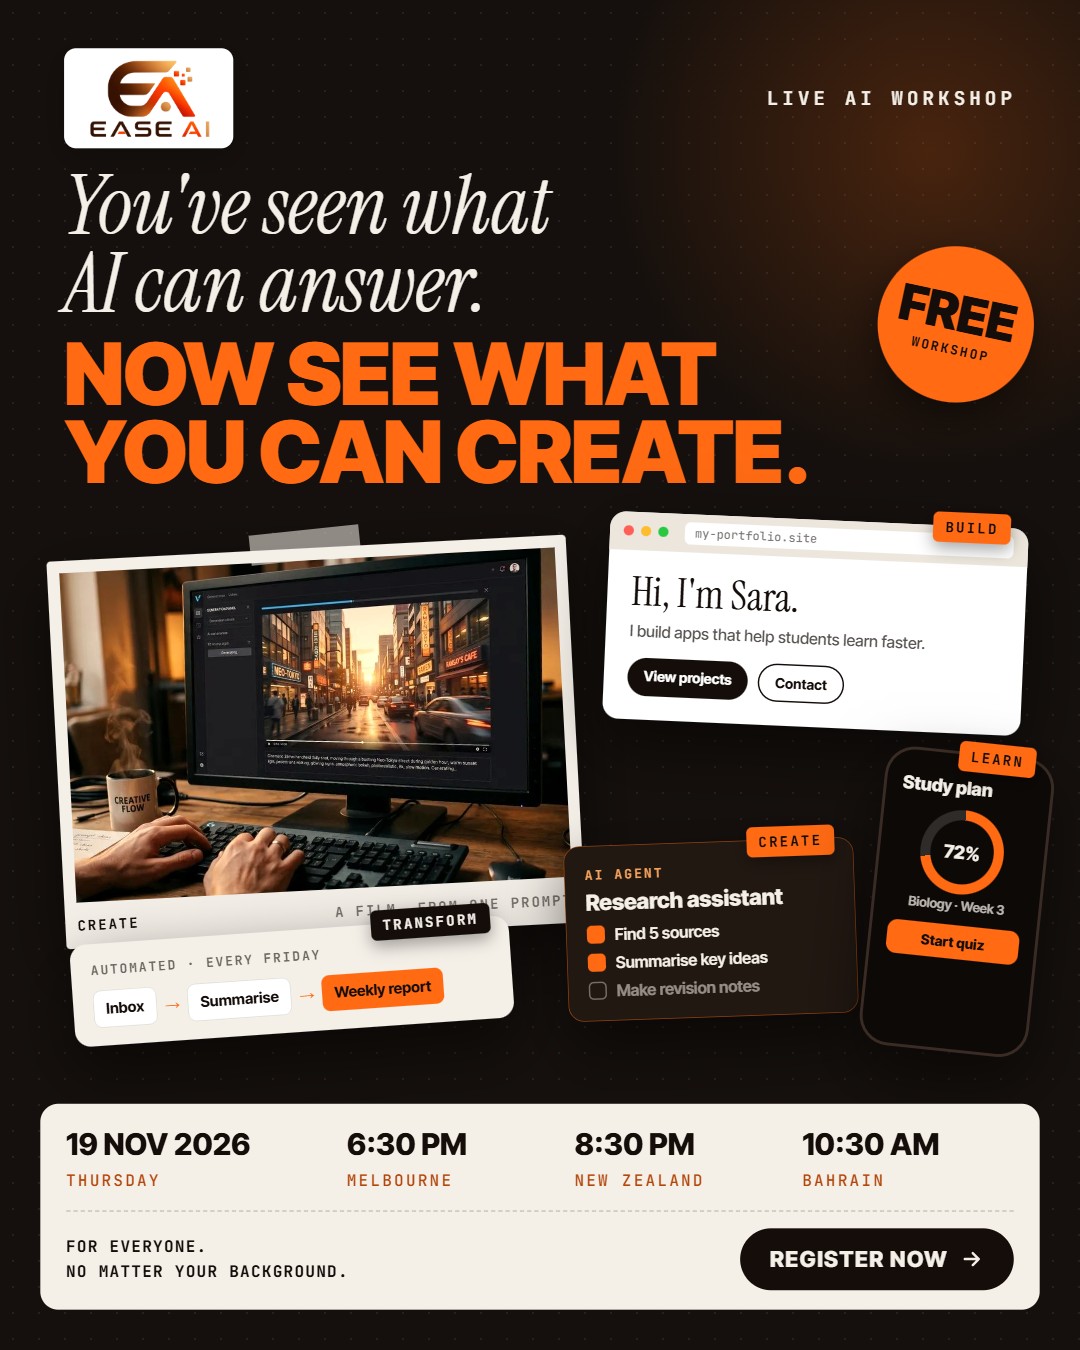 EASE AI
LIVE AI WORKSHOP
You've seen what
AI can answer.
NOW SEE WHAT
YOU CAN CREATE.
FREE
WORKSHOP
NEO-TOKYO
CREATIVE
FLOW
CREATE
A FILM, FROM ONE PROMPT
my-portfolio.site
BUILD
Hi, I'm Sara.
I build apps that help students learn faster.
View projects
Contact
LEARN
Study plan
72%
Biology · Week 3
Start quiz
CREATE
AI AGENT
Research assistant
Find 5 sources
Summarise key ideas
Make revision notes
TRANSFORM
AUTOMATED · EVERY FRIDAY
Inbox → Summarise → Weekly report
19 NOV 2026
THURSDAY
6:30 PM
MELBOURNE
8:30 PM
NEW ZEALAND
10:30 AM
BAHRAIN
FOR EVERYONE.
NO MATTER YOUR BACKGROUND.
REGISTER NOW →